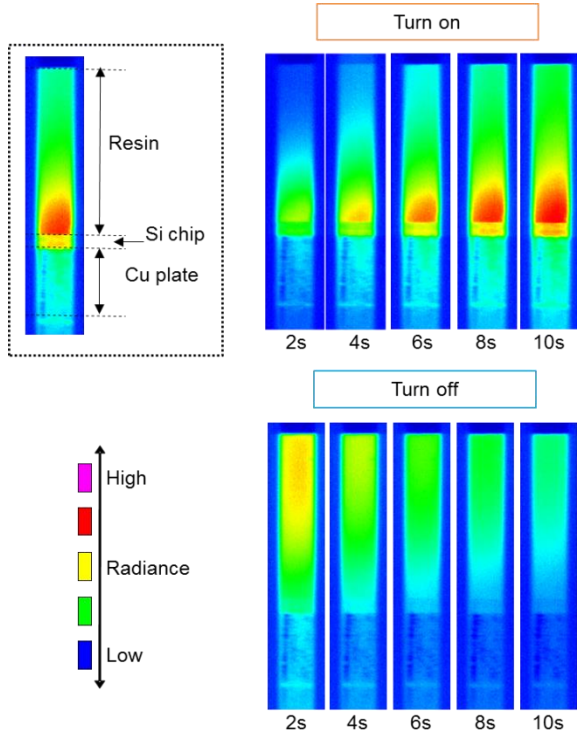 Turn on
Resin
Si chip
Cu plate
2s 4s 6s 8s 10s
Turn off
High
Radiance
Low
2s 4s 6s 8s 10s